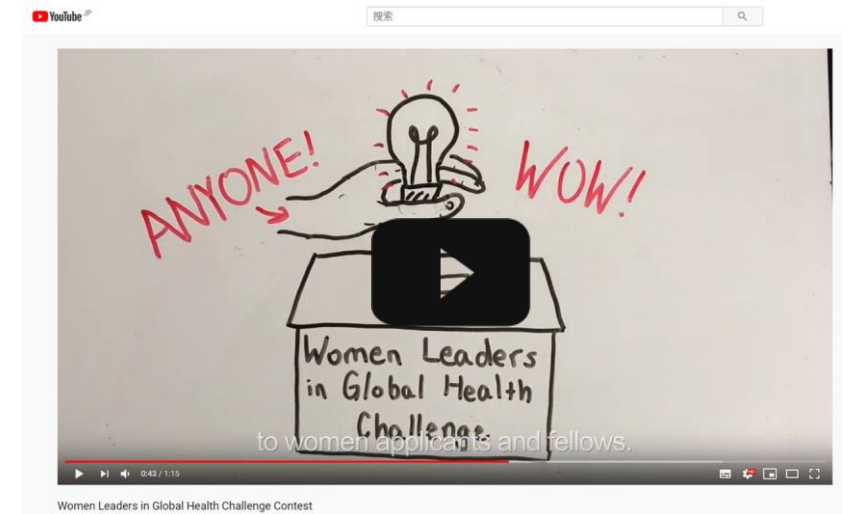 YouTube JP
搜索
ANYONE!
WOW!
Women Leaders
in Global Health
Challenge
to women applicants and fellows.
0:43 / 1:15
HD
Women Leaders in Global Health Challenge Contest